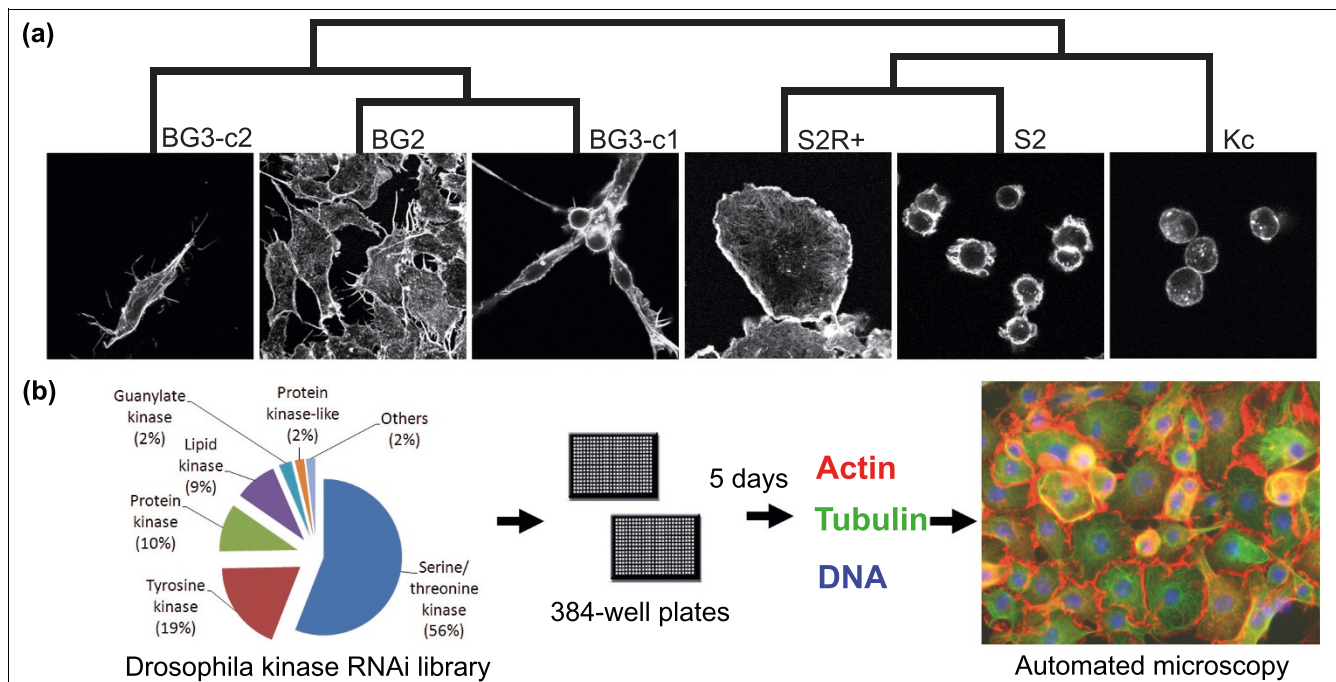 (a)
BG3-c2
BG2
BG3-c1
S2R+
S2
Kc
(b)
Guanylate
kinase
(2%)
Protein
kinase-like
(2%)
Others
(2%)
Lipid
kinase
(9%)
Protein
kinase
(10%)
Tyrosine
kinase
(19%)
Serine/
threonine
kinase
(56%)
Drosophila kinase RNAi library
384-well plates
5 days
Actin
Tubulin
DNA
Automated microscopy